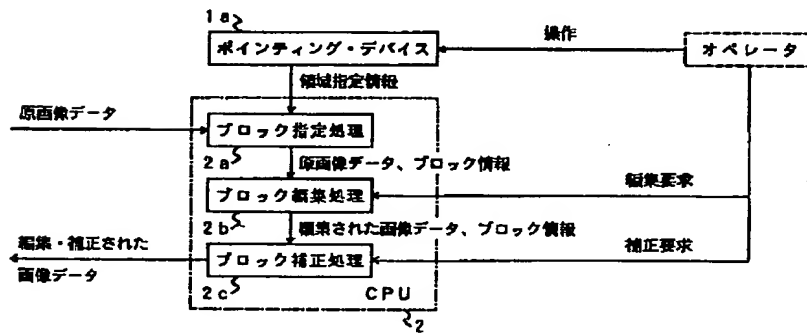 1a
ポインティング・デバイス
操作
オペレータ
領域指定情報
原画像データ
ブロック指定処理
2a
原画像データ、ブロック情報
ブロック編集処理
編集要求
2b
編集された画像データ、ブロック情報
編集・補正された
画像データ
ブロック補正処理
補正要求
2c
CPU
2